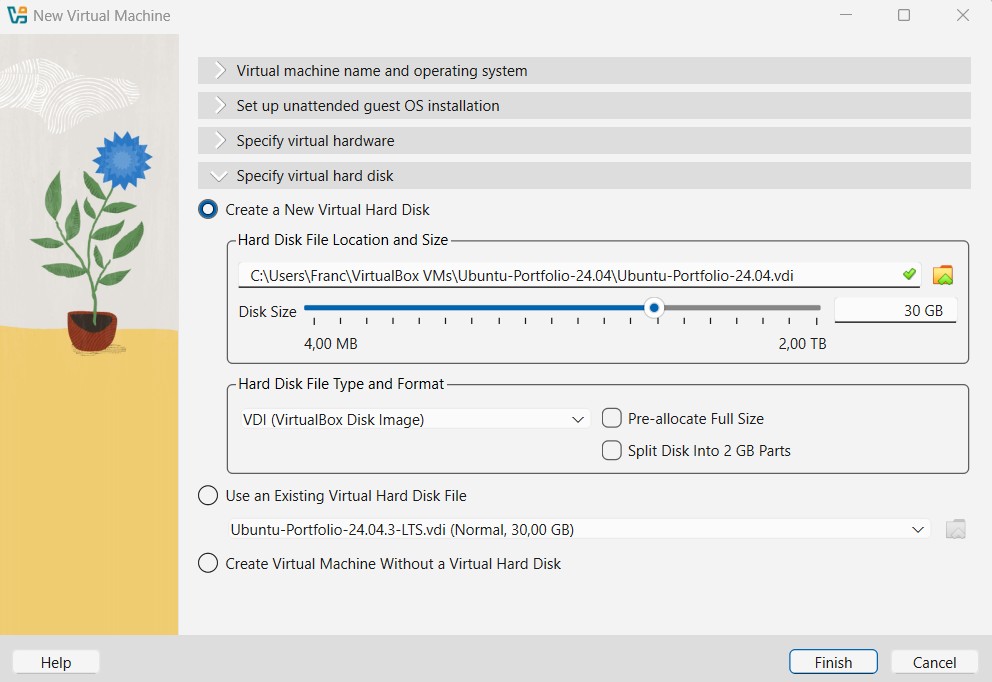 New Virtual Machine
Virtual machine name and operating system
Set up unattended guest OS installation
Specify virtual hardware
Specify virtual hard disk
Create a New Virtual Hard Disk
Hard Disk File Location and Size
C:\Users\Franc\VirtualBox VMs\Ubuntu-Portfolio-24.04\Ubuntu-Portfolio-24.04.vdi
Disk Size 30 GB
4,00 MB 2,00 TB
Hard Disk File Type and Format
VDI (VirtualBox Disk Image) Pre-allocate Full Size
Split Disk Into 2 GB Parts
Use an Existing Virtual Hard Disk File
Ubuntu-Portfolio-24.04.3-LTS.vdi (Normal, 30,00 GB)
Create Virtual Machine Without a Virtual Hard Disk
Help Finish Cancel